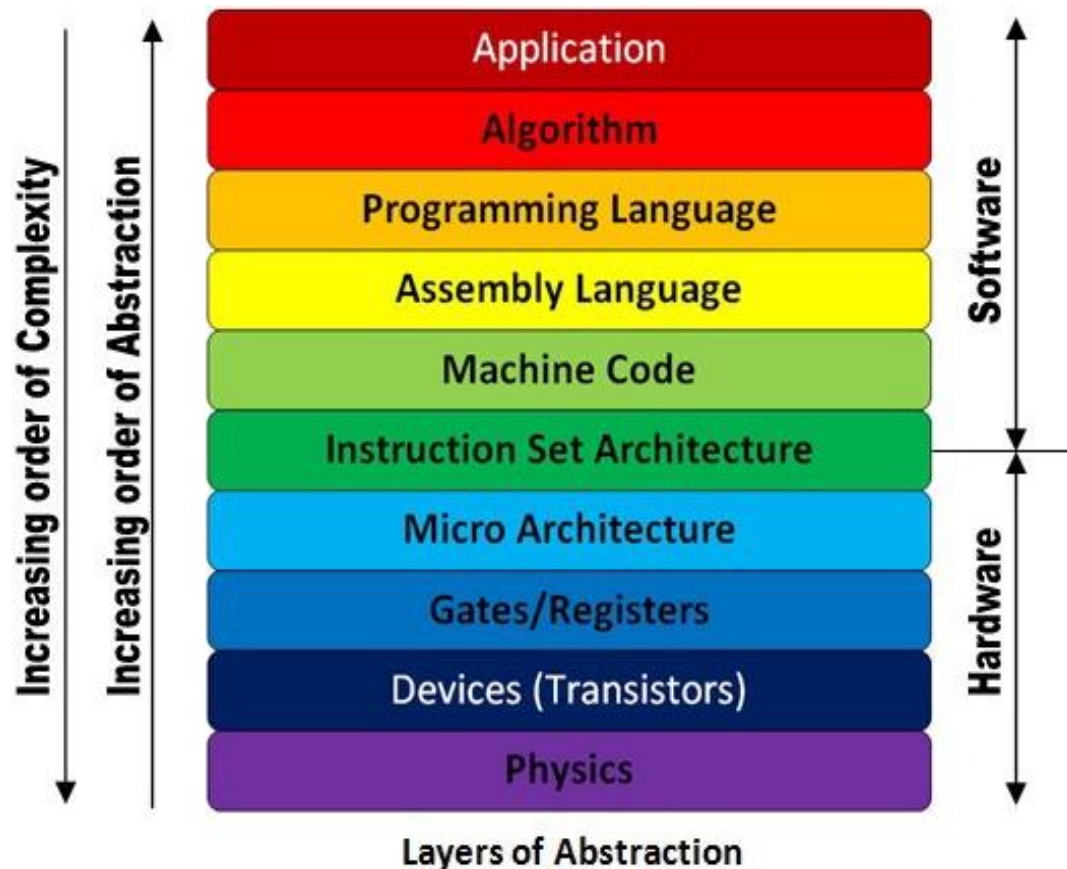 Increasing order of Complexity
Increasing order of Abstraction
Application
Algorithm
Programming Language
Assembly Language
Machine Code
Instruction Set Architecture
Micro Architecture
Gates/Registers
Devices (Transistors)
Physics
Software
Hardware
Layers of Abstraction